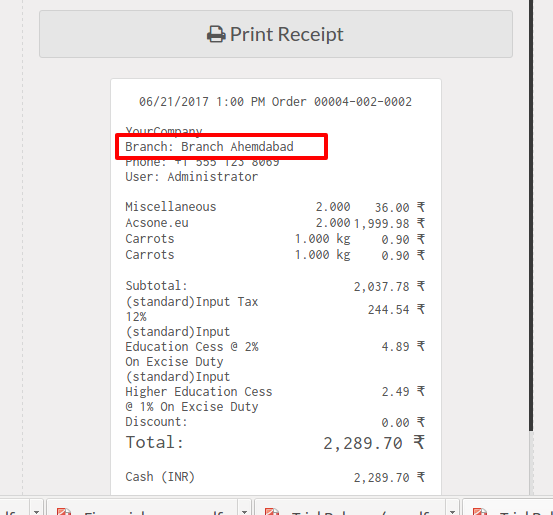 Print Receipt
06/21/2017 1:00 PM Order 00004-002-0002
YourCompany
Branch: Branch Ahemdabad
Phone: +1 555 123 8069
User: Administrator
Miscellaneous 2.000 36.00 ₹
Acsone.eu 2.000 1,999.98 ₹
Carrots 1.000 kg 0.90 ₹
Carrots 1.000 kg 0.90 ₹
Subtotal: 2,037.78 ₹
(standard)Input Tax
12% 244.54 ₹
(standard)Input
Education Cess @ 2% 4.89 ₹
On Excise Duty
(standard)Input
Higher Education Cess 2.49 ₹
@ 1% On Excise Duty
Discount: 0.00 ₹
Total: 2,289.70 ₹
Cash (INR) 2,289.70 ₹